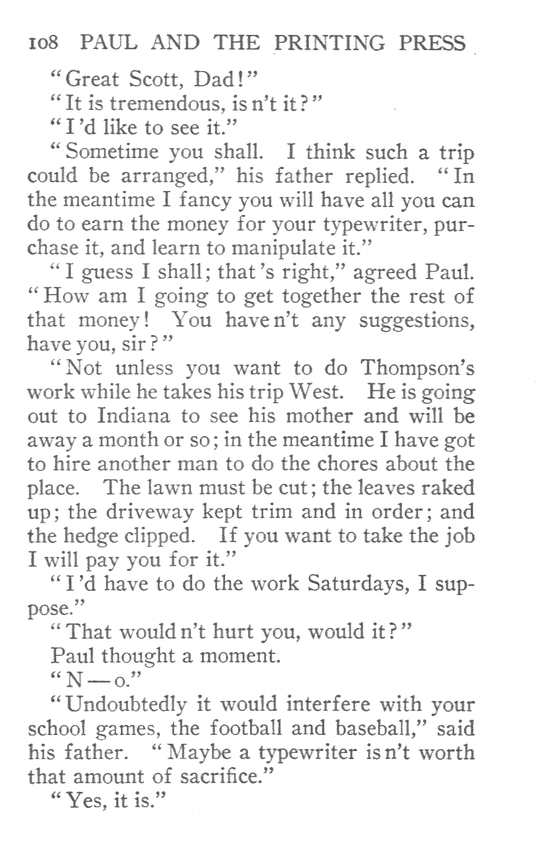 108 PAUL AND THE PRINTING PRESS
"Great Scott, Dad!"
"It is tremendous, is n't it?"
"I 'd like to see it."
"Sometime you shall. I think such a trip
could be arranged," his father replied. "In
the meantime I fancy you will have all you can
do to earn the money for your typewriter, pur-
chase it, and learn to manipulate it."
"I guess I shall; that 's right," agreed Paul.
"How am I going to get together the rest of
that money! You have n't any suggestions,
have you, sir?"
"Not unless you want to do Thompson's
work while he takes his trip West. He is going
out to Indiana to see his mother and will be
away a month or so; in the meantime I have got
to hire another man to do the chores about the
place. The lawn must be cut; the leaves raked
up; the driveway kept trim and in order; and
the hedge clipped. If you want to take the job
I will pay you for it."
"I 'd have to do the work Saturdays, I sup-
pose."
"That would n't hurt you, would it?"
Paul thought a moment.
"N—o."
"Undoubtedly it would interfere with your
school games, the football and baseball," said
his father. "Maybe a typewriter is n't worth
that amount of sacrifice."
"Yes, it is."